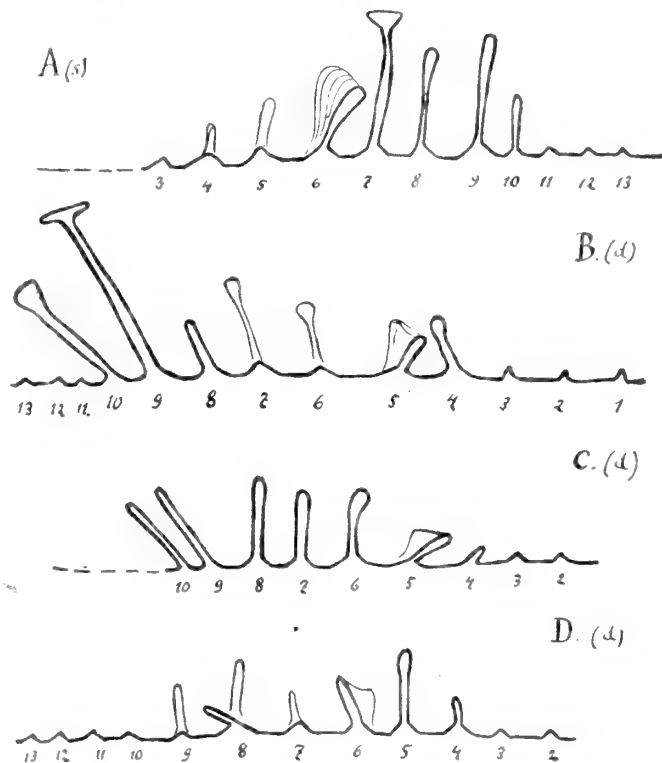 A (s)
3 4 5 6 7 8 9 10 11 12 13
B. (d)
13 12 11 10 9 8 7 6 5 4 3 2 1
C. (d)
10 9 8 7 6 5 4 3 2
D. (d)
13 12 11 10 9 8 7 6 5 4 3 2